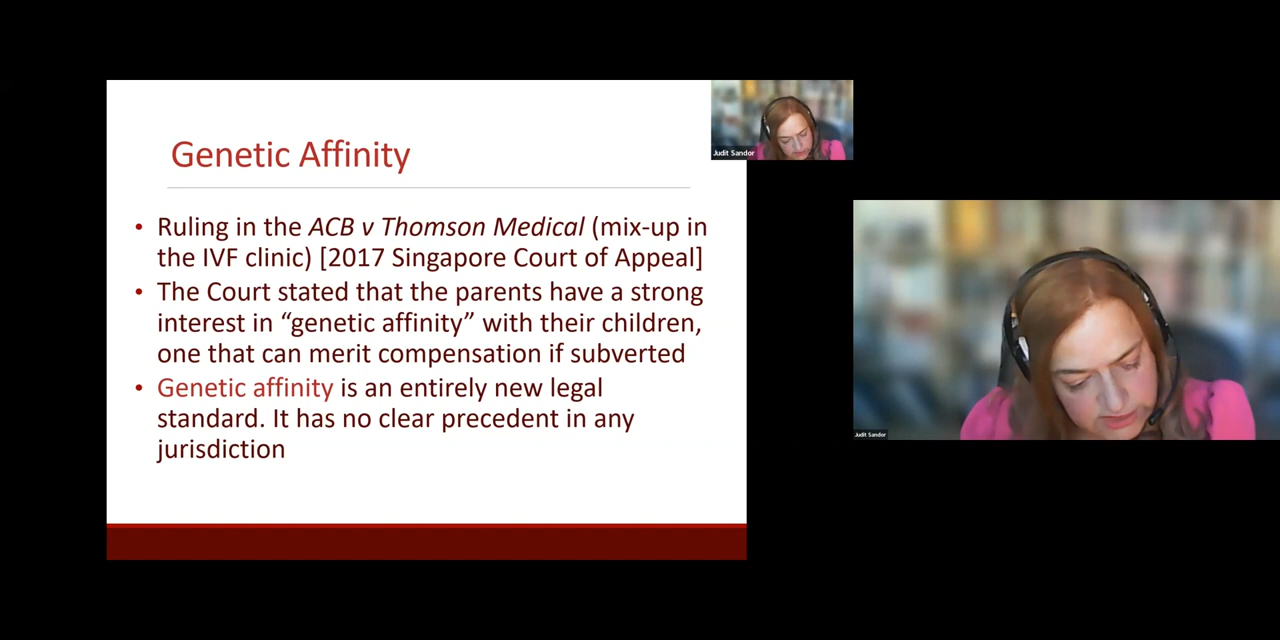 Genetic Affinity
• Ruling in the ACB v Thomson Medical (mix-up in
the IVF clinic) [2017 Singapore Court of Appeal]
• The Court stated that the parents have a strong
interest in “genetic affinity” with their children,
one that can merit compensation if subverted
• Genetic affinity is an entirely new legal
standard. It has no clear precedent in any
jurisdiction
Judit Sandor
Judit Sandor